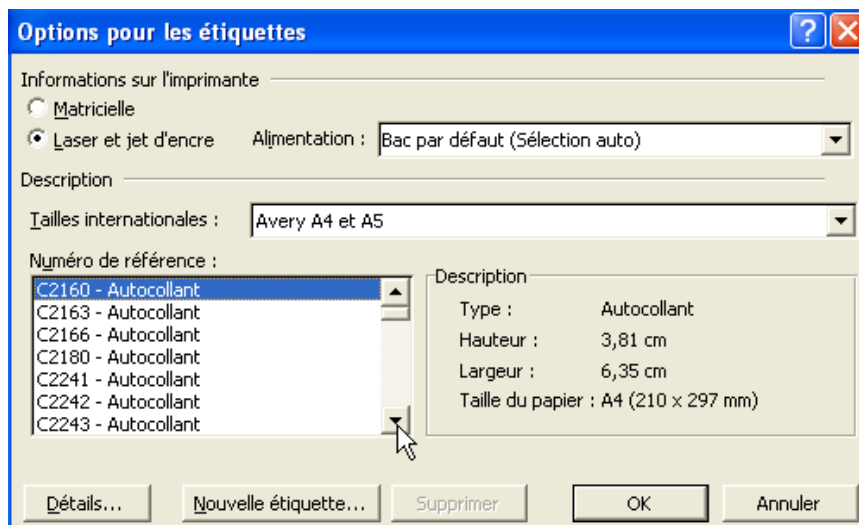 Options pour les étiquettes
Informations sur l'imprimante
Matricielle
Laser et jet d'encre Alimentation : Bac par défaut (Sélection auto)
Description
Tailles internationales : Avery A4 et A5
Numéro de référence :
C2160 - Autocollant
C2163 - Autocollant
C2166 - Autocollant
C2180 - Autocollant
C2241 - Autocollant
C2242 - Autocollant
C2243 - Autocollant
Description
Type : Autocollant
Hauteur : 3,81 cm
Largeur : 6,35 cm
Taille du papier : A4 (210 x 297 mm)
Détails... Nouvelle étiquette... Supprimer OK Annuler